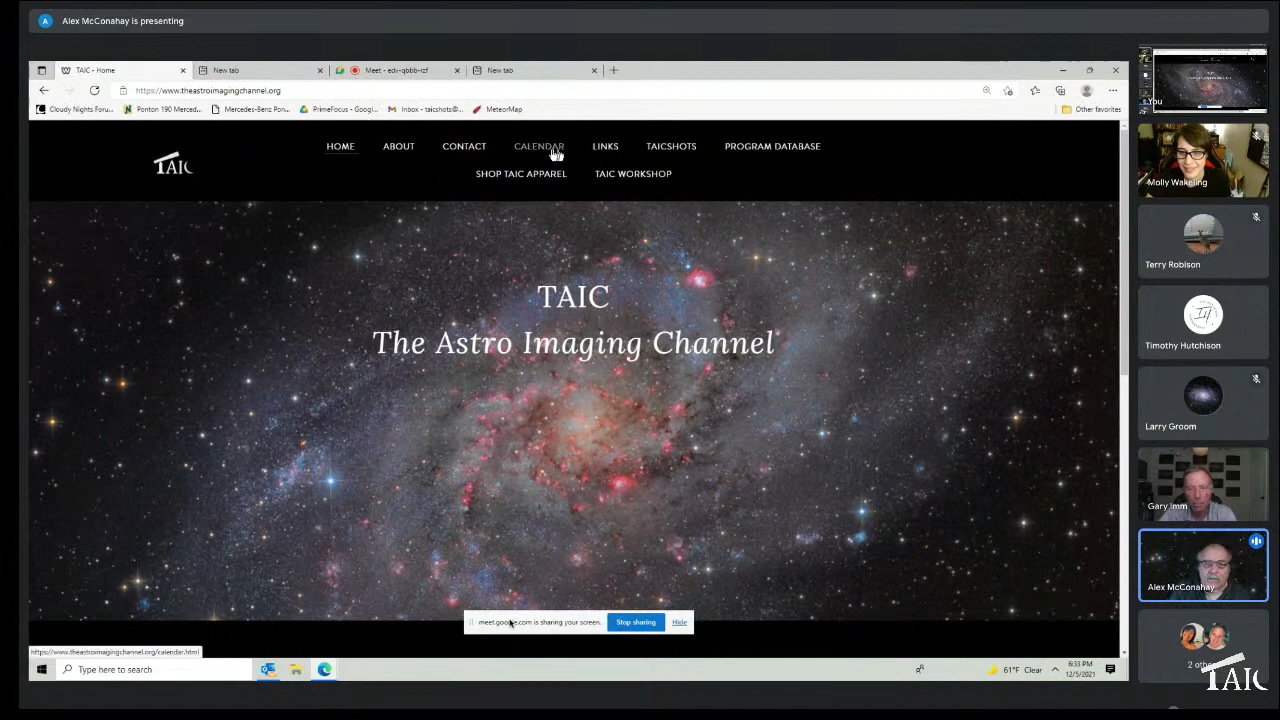 A
Alex McConahay is presenting
TAIC - Home
New tab
Meet - edv-qbbb-rzf
New tab
https://www.theastroimagingchannel.org
Cloudy Nights Foru...
Ponton 190 Merced...
Mercedes-Benz Pon...
PrimeFocus - Googl...
Inbox - taicshots@...
MeteorMap
Other favorites
HOME
ABOUT
CONTACT
CALENDAR
LINKS
TAICSHOTS
PROGRAM DATABASE
TAIC
SHOP TAIC APPAREL
TAIC WORKSHOP
TAIC
The Astro Imaging Channel
meet.google.com is sharing your screen.
Stop sharing
Hide
https://www.theastroimagingchannel.org/calendar.html
Type here to search
61°F Clear
6:33 PM
12/5/2021
You
Molly Wakeling
Terry Robison
Timothy Hutchison
Larry Groom
Gary Imm
Alex McConahay
TAIC